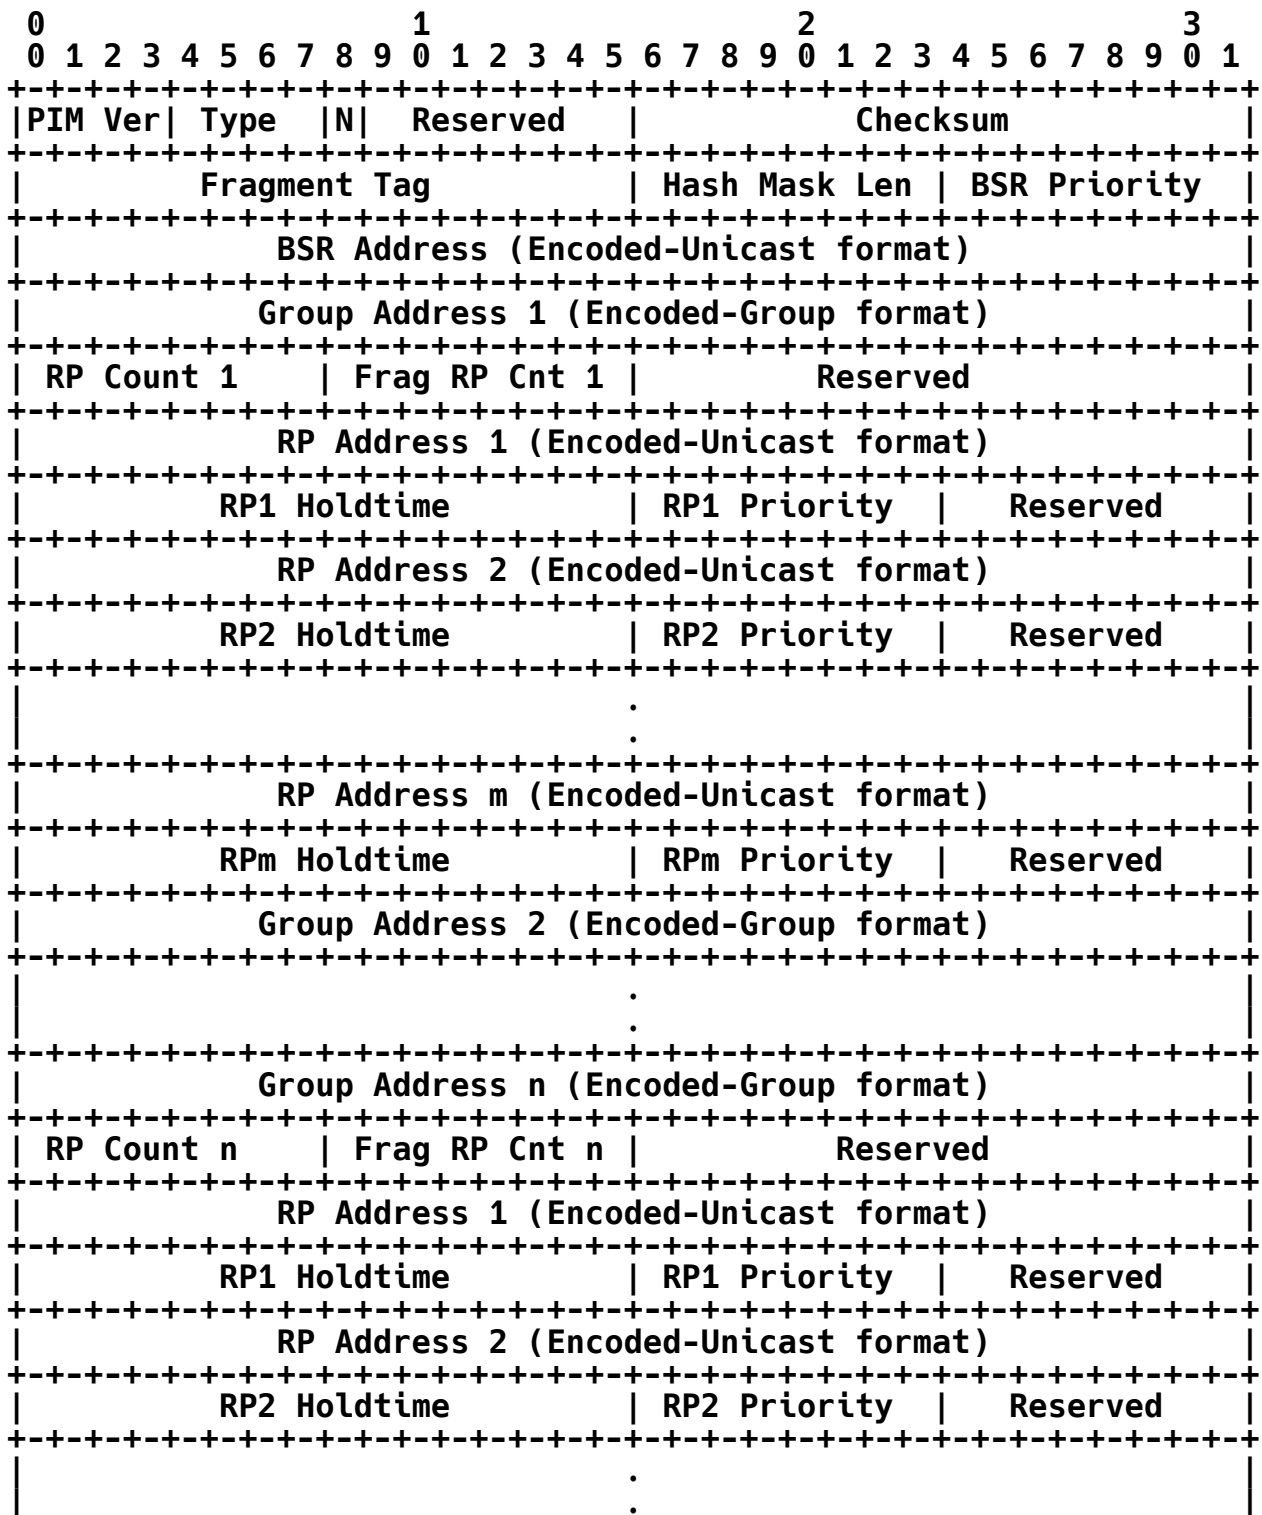 0                   1                   2                   3
 0 1 2 3 4 5 6 7 8 9 0 1 2 3 4 5 6 7 8 9 0 1 2 3 4 5 6 7 8 9 0 1
+-+-+-+-+-+-+-+-+-+-+-+-+-+-+-+-+-+-+-+-+-+-+-+-+-+-+-+-+-+-+-+-+
|PIM Ver| Type  |N|  Reserved   |           Checksum            |
+-+-+-+-+-+-+-+-+-+-+-+-+-+-+-+-+-+-+-+-+-+-+-+-+-+-+-+-+-+-+-+-+
|         Fragment Tag          | Hash Mask Len | BSR Priority  |
+-+-+-+-+-+-+-+-+-+-+-+-+-+-+-+-+-+-+-+-+-+-+-+-+-+-+-+-+-+-+-+-+
|             BSR Address (Encoded-Unicast format)              |
+-+-+-+-+-+-+-+-+-+-+-+-+-+-+-+-+-+-+-+-+-+-+-+-+-+-+-+-+-+-+-+-+
|            Group Address 1 (Encoded-Group format)             |
+-+-+-+-+-+-+-+-+-+-+-+-+-+-+-+-+-+-+-+-+-+-+-+-+-+-+-+-+-+-+-+-+
| RP Count 1    | Frag RP Cnt 1 |         Reserved              |
+-+-+-+-+-+-+-+-+-+-+-+-+-+-+-+-+-+-+-+-+-+-+-+-+-+-+-+-+-+-+-+-+
|             RP Address 1 (Encoded-Unicast format)             |
+-+-+-+-+-+-+-+-+-+-+-+-+-+-+-+-+-+-+-+-+-+-+-+-+-+-+-+-+-+-+-+-+
|          RP1 Holdtime         | RP1 Priority  |   Reserved    |
+-+-+-+-+-+-+-+-+-+-+-+-+-+-+-+-+-+-+-+-+-+-+-+-+-+-+-+-+-+-+-+-+
|             RP Address 2 (Encoded-Unicast format)             |
+-+-+-+-+-+-+-+-+-+-+-+-+-+-+-+-+-+-+-+-+-+-+-+-+-+-+-+-+-+-+-+-+
|          RP2 Holdtime         | RP2 Priority  |   Reserved    |
+-+-+-+-+-+-+-+-+-+-+-+-+-+-+-+-+-+-+-+-+-+-+-+-+-+-+-+-+-+-+-+-+
|                               .                               |
|                               .                               |
+-+-+-+-+-+-+-+-+-+-+-+-+-+-+-+-+-+-+-+-+-+-+-+-+-+-+-+-+-+-+-+-+
|             RP Address m (Encoded-Unicast format)             |
+-+-+-+-+-+-+-+-+-+-+-+-+-+-+-+-+-+-+-+-+-+-+-+-+-+-+-+-+-+-+-+-+
|          RPm Holdtime         | RPm Priority  |   Reserved    |
+-+-+-+-+-+-+-+-+-+-+-+-+-+-+-+-+-+-+-+-+-+-+-+-+-+-+-+-+-+-+-+-+
|            Group Address 2 (Encoded-Group format)             |
+-+-+-+-+-+-+-+-+-+-+-+-+-+-+-+-+-+-+-+-+-+-+-+-+-+-+-+-+-+-+-+-+
|                               .                               |
|                               .                               |
+-+-+-+-+-+-+-+-+-+-+-+-+-+-+-+-+-+-+-+-+-+-+-+-+-+-+-+-+-+-+-+-+
|            Group Address n (Encoded-Group format)             |
+-+-+-+-+-+-+-+-+-+-+-+-+-+-+-+-+-+-+-+-+-+-+-+-+-+-+-+-+-+-+-+-+
| RP Count n    | Frag RP Cnt n |          Reserved             |
+-+-+-+-+-+-+-+-+-+-+-+-+-+-+-+-+-+-+-+-+-+-+-+-+-+-+-+-+-+-+-+-+
|             RP Address 1 (Encoded-Unicast format)             |
+-+-+-+-+-+-+-+-+-+-+-+-+-+-+-+-+-+-+-+-+-+-+-+-+-+-+-+-+-+-+-+-+
|          RP1 Holdtime         | RP1 Priority  |   Reserved    |
+-+-+-+-+-+-+-+-+-+-+-+-+-+-+-+-+-+-+-+-+-+-+-+-+-+-+-+-+-+-+-+-+
|             RP Address 2 (Encoded-Unicast format)             |
+-+-+-+-+-+-+-+-+-+-+-+-+-+-+-+-+-+-+-+-+-+-+-+-+-+-+-+-+-+-+-+-+
|          RP2 Holdtime         | RP2 Priority  |   Reserved    |
+-+-+-+-+-+-+-+-+-+-+-+-+-+-+-+-+-+-+-+-+-+-+-+-+-+-+-+-+-+-+-+-+
|                               .                               |
|                               .                               |